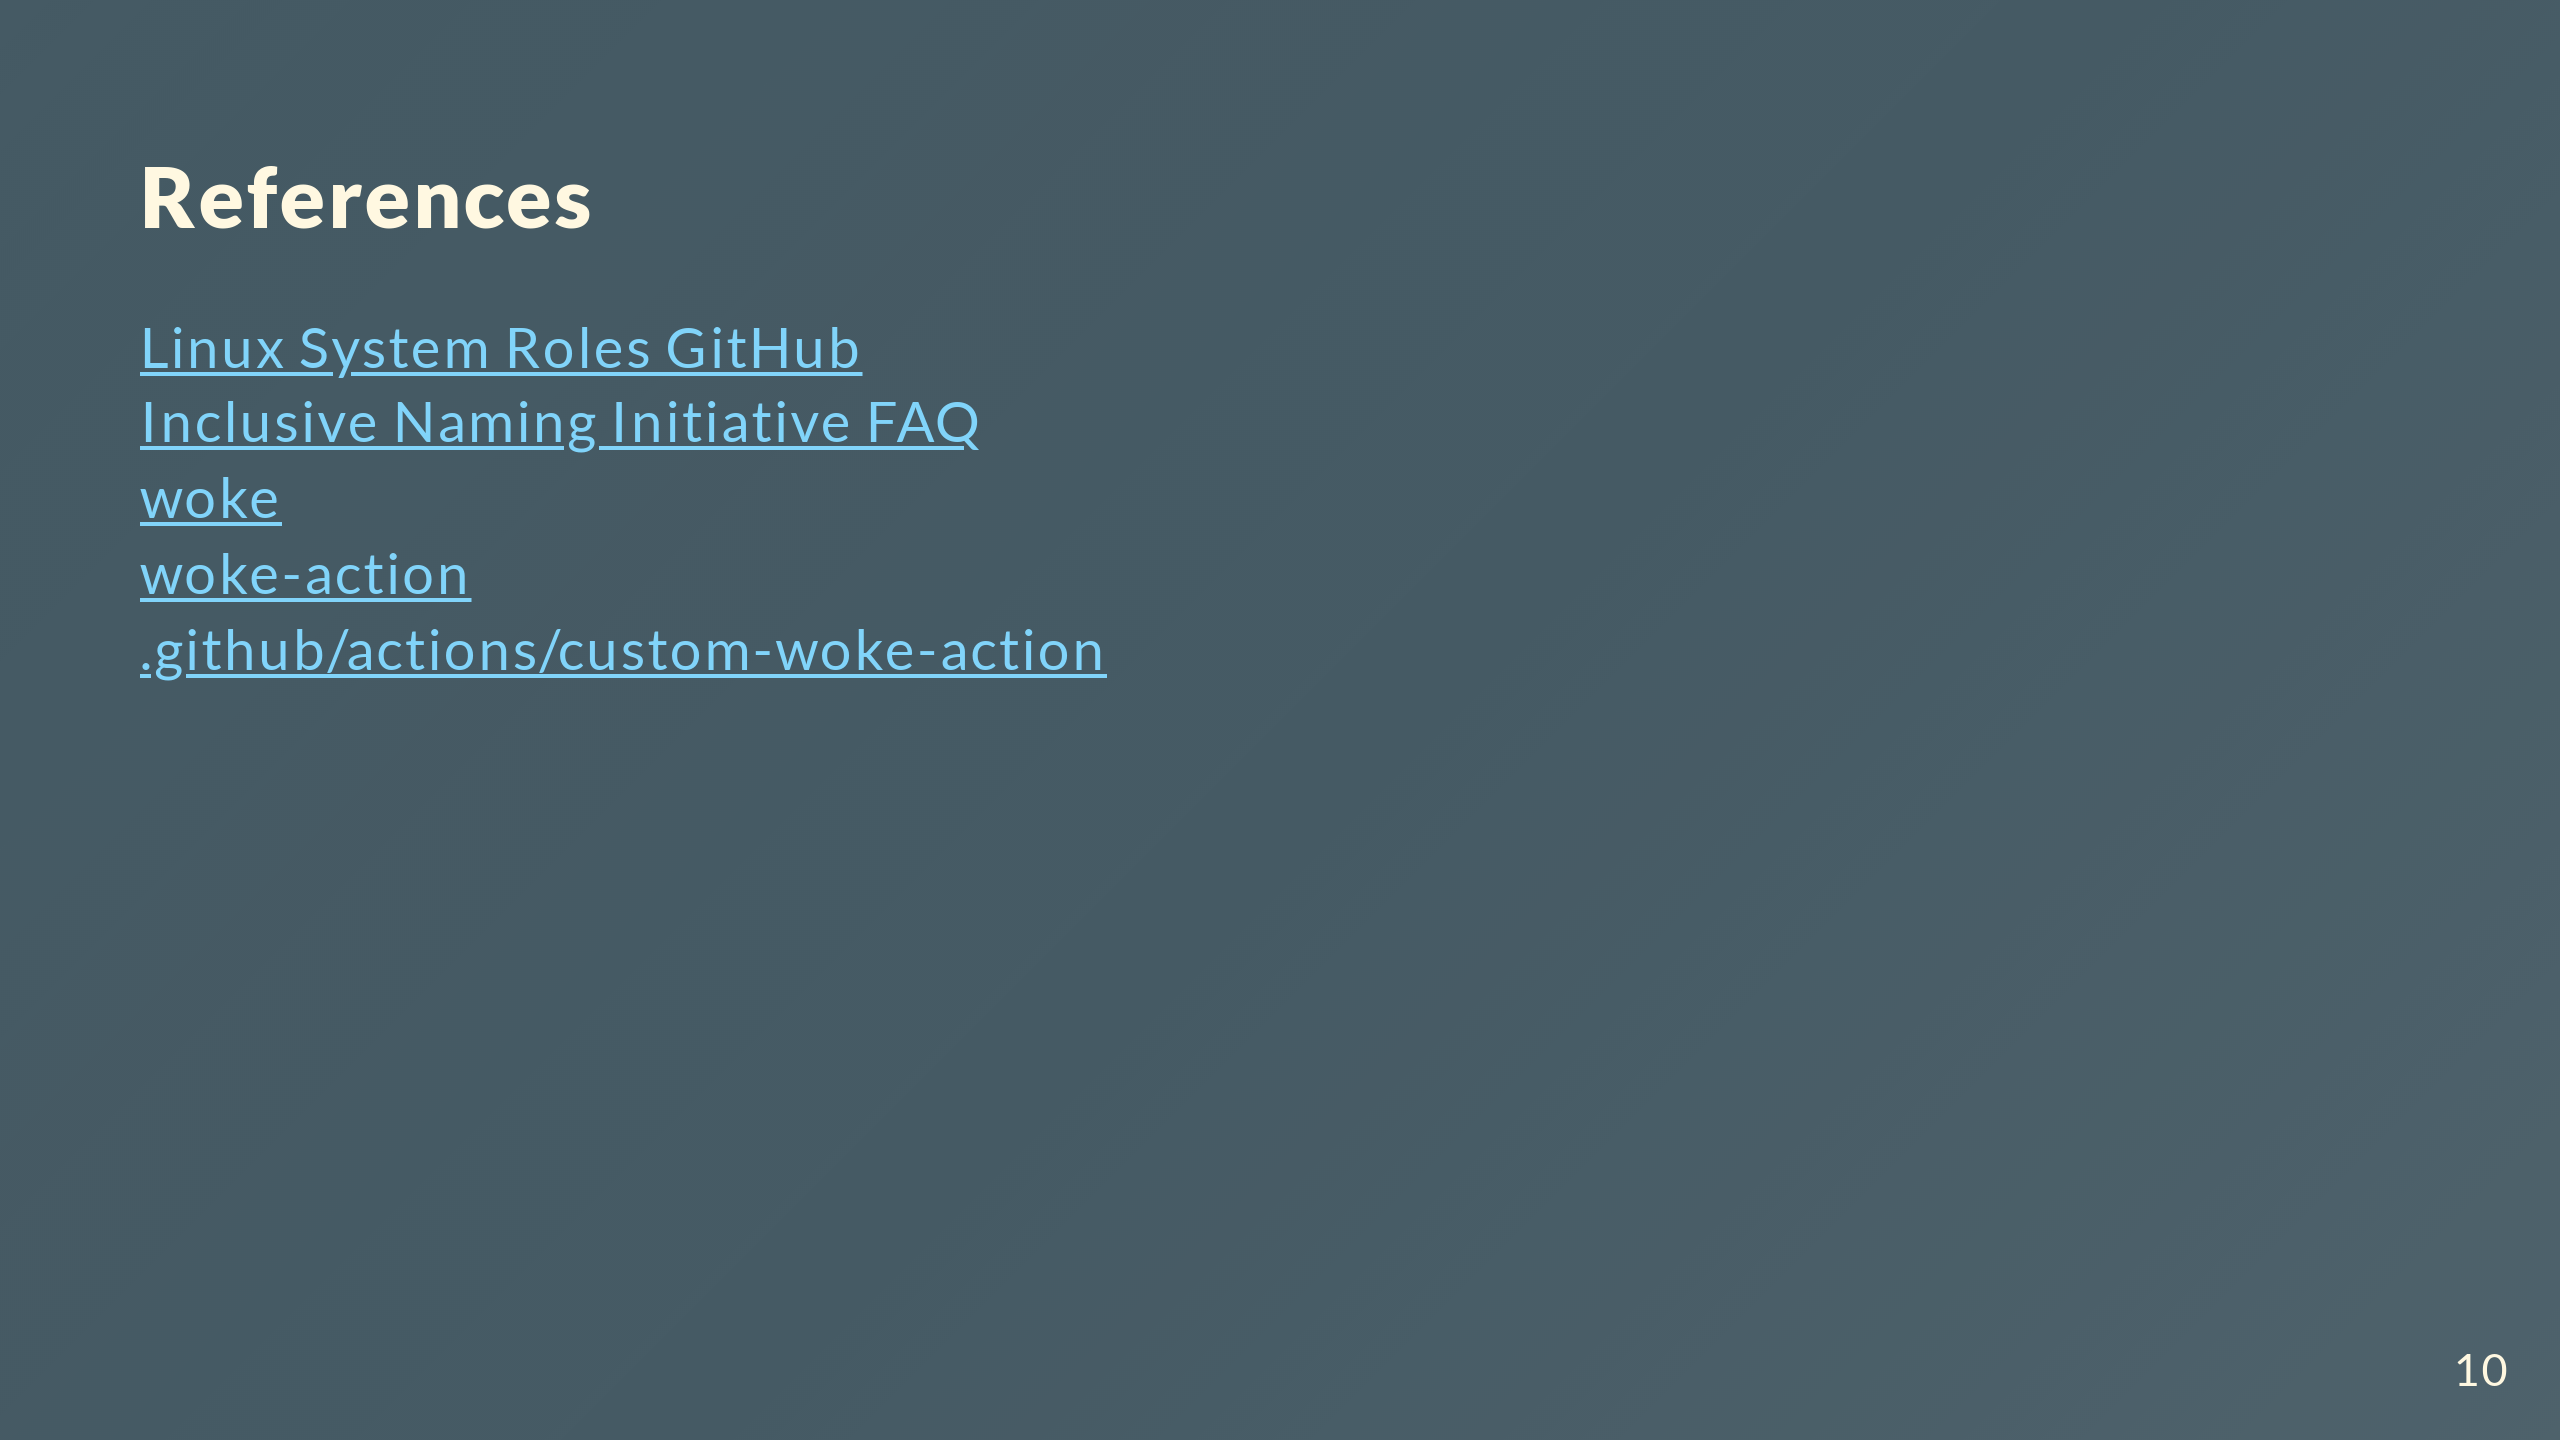 References
Linux System Roles GitHub
Inclusive Naming Initiative FAQ
woke
woke-action
.github/actions/custom-woke-action
10